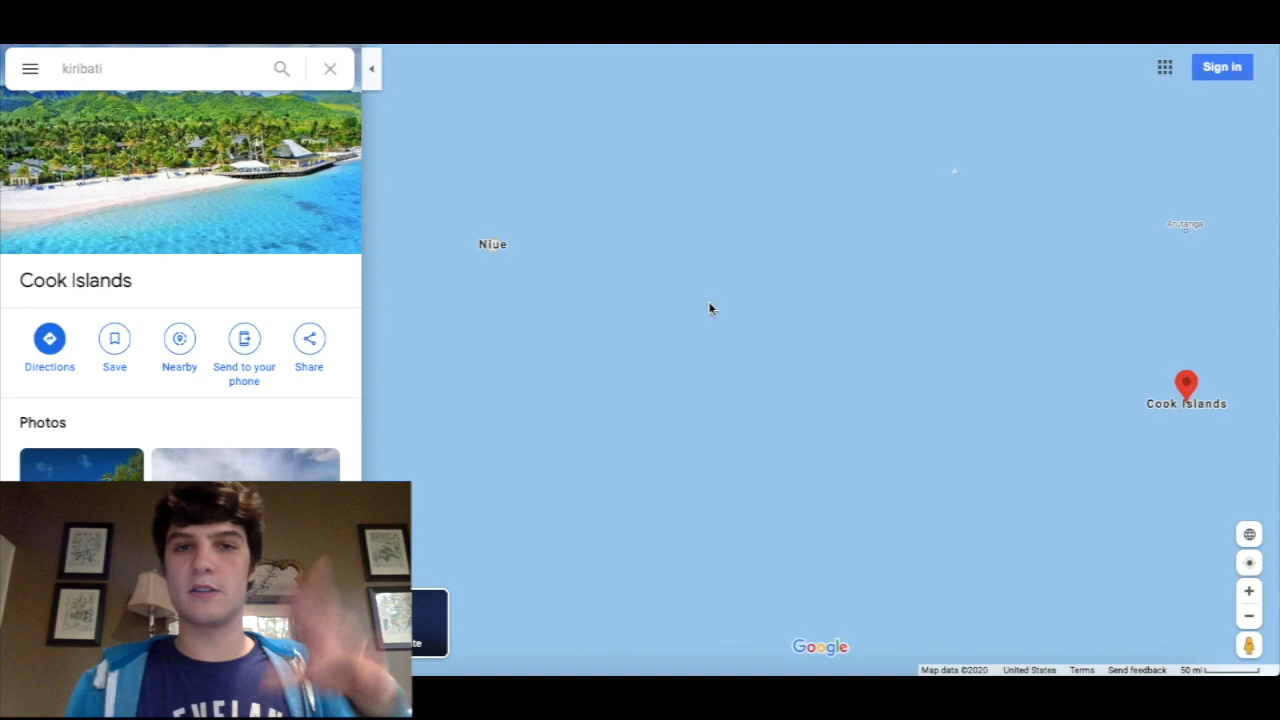 kiribati
Sign in
Arutanga
Niue
Cook Islands
Directions
Save
Nearby
Send to your
phone
Share
Cook Islands
Photos
Google
Map data ©2020
United States
Terms
Send feedback
50 mi